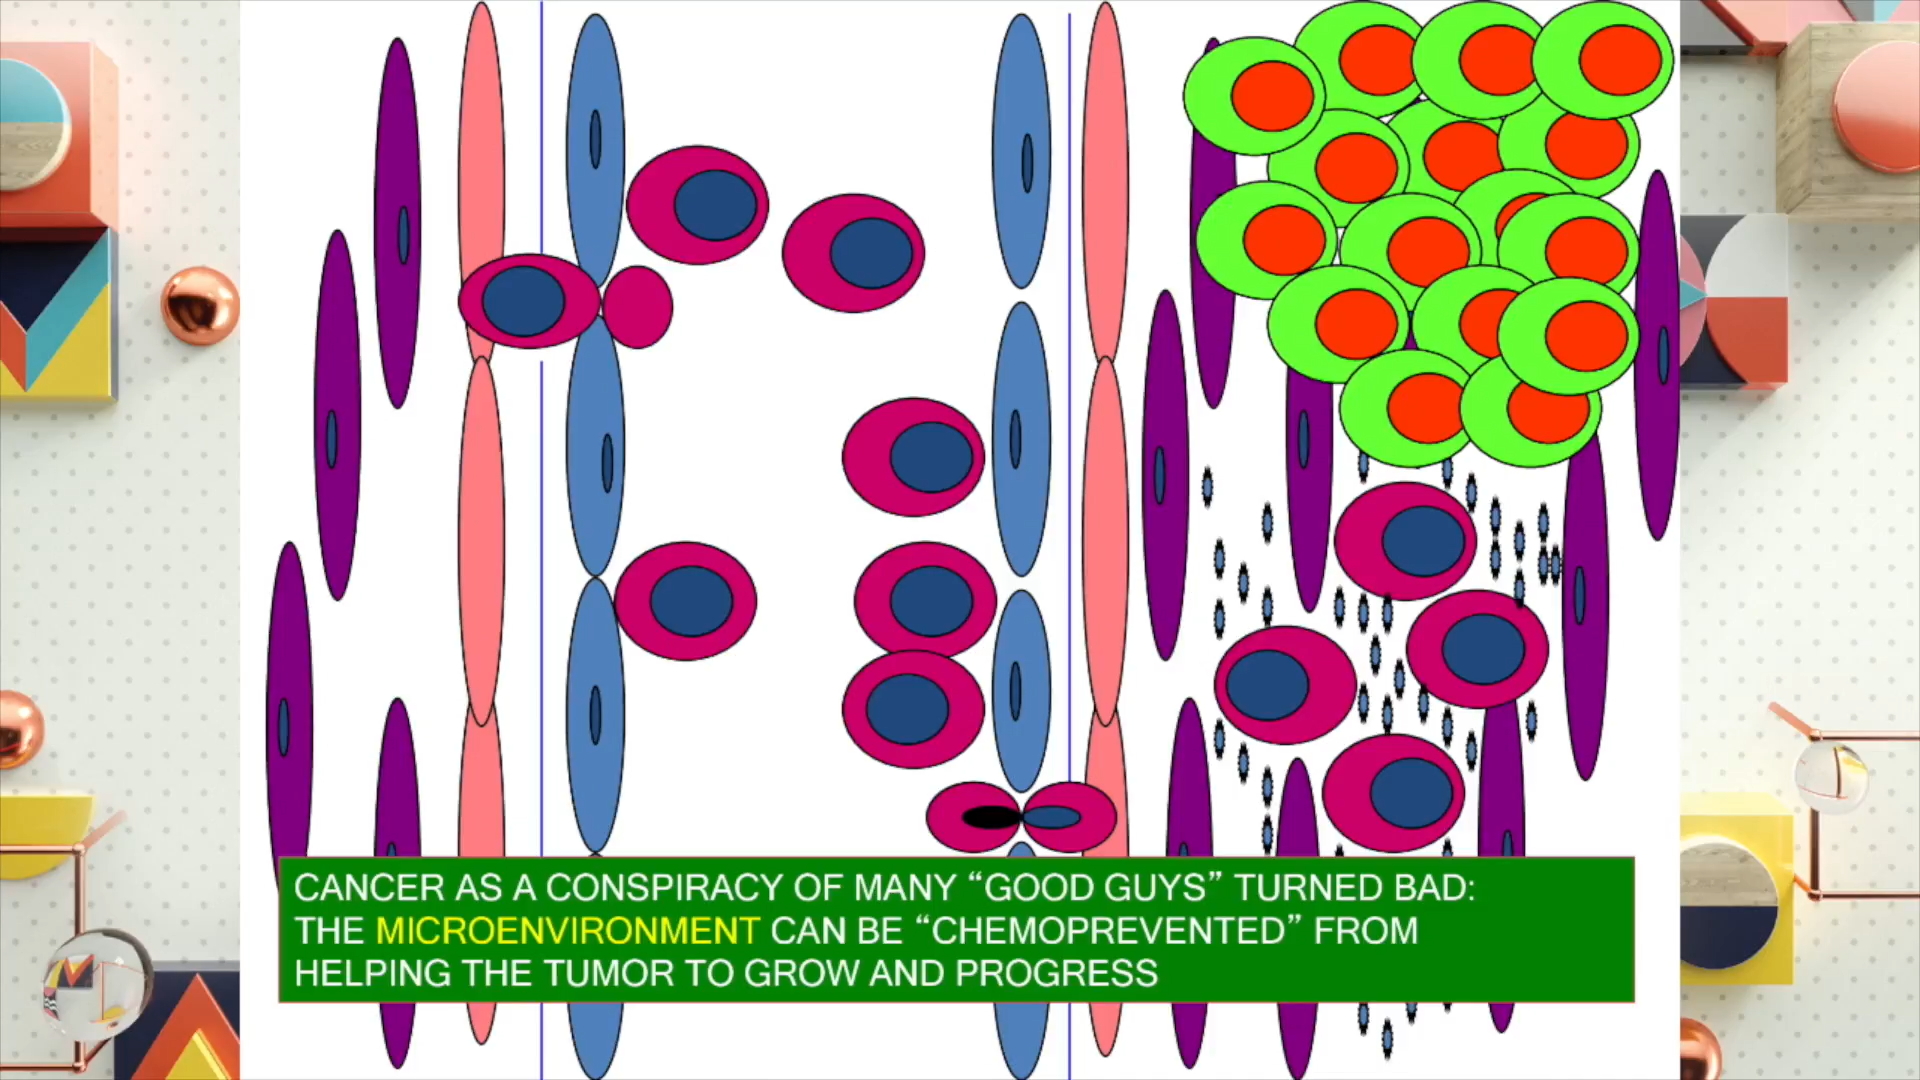 CANCER AS A CONSPIRACY OF MANY “GOOD GUYS” TURNED BAD:
THE MICROENVIRONMENT CAN BE “CHEMOPREVENTED” FROM
HELPING THE TUMOR TO GROW AND PROGRESS